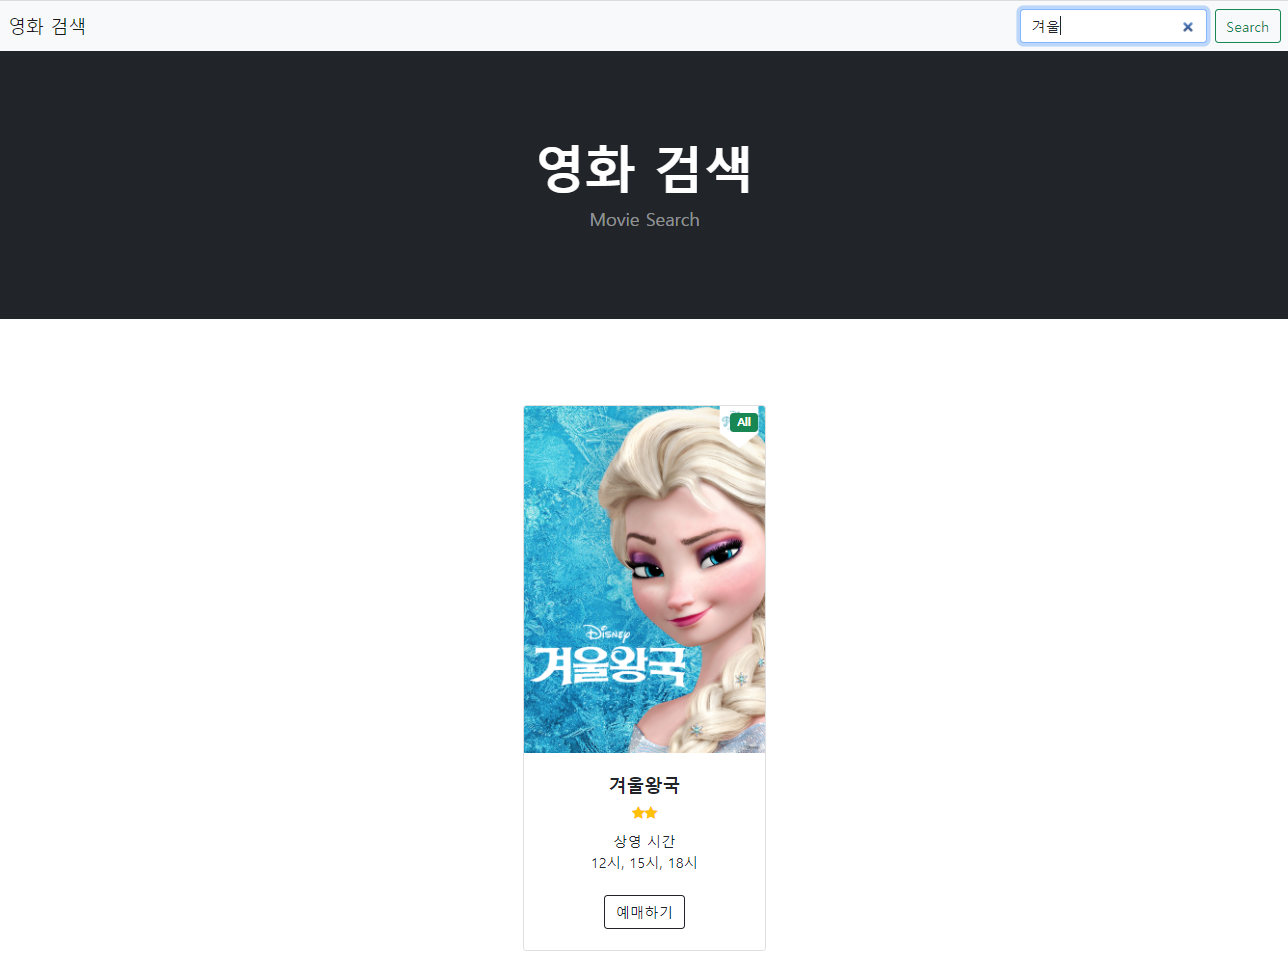 영화 검색
겨울
Search
영화 검색
Movie Search
All
Disney
겨울왕국
겨울왕국
상영 시간
12시, 15시, 18시
예매하기